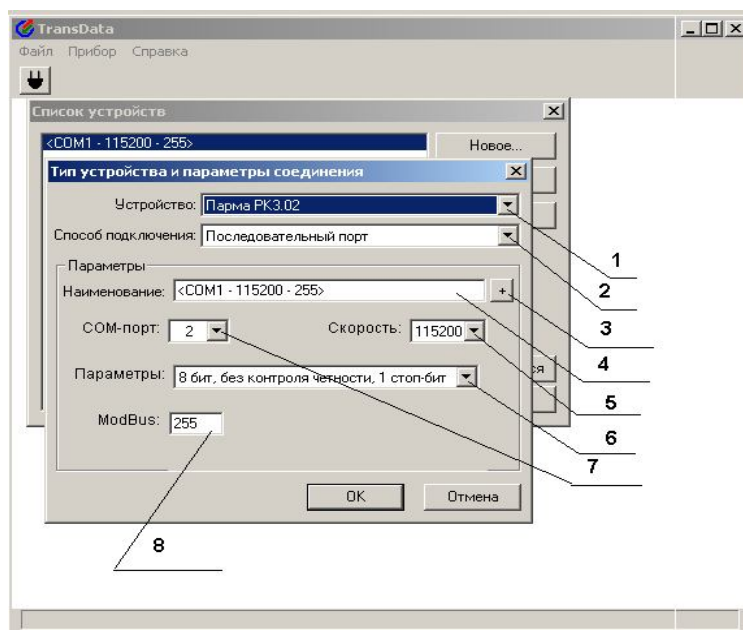 TransData
Файл Прибор Справка
Список устройств
<COM1 - 115200 - 255>
Новое...
Тип устройства и параметры соединения
Устройство: Парма РК3.02
Способ подключения: Последовательный порт
Параметры
Наименование: <COM1 - 115200 - 255> +
COM-порт: 2 Скорость: 115200
Параметры: 8 бит, без контроля четности, 1 стоп-бит
ModBus: 255
OK Отмена
ся
1
2
3
4
5
6
7
8